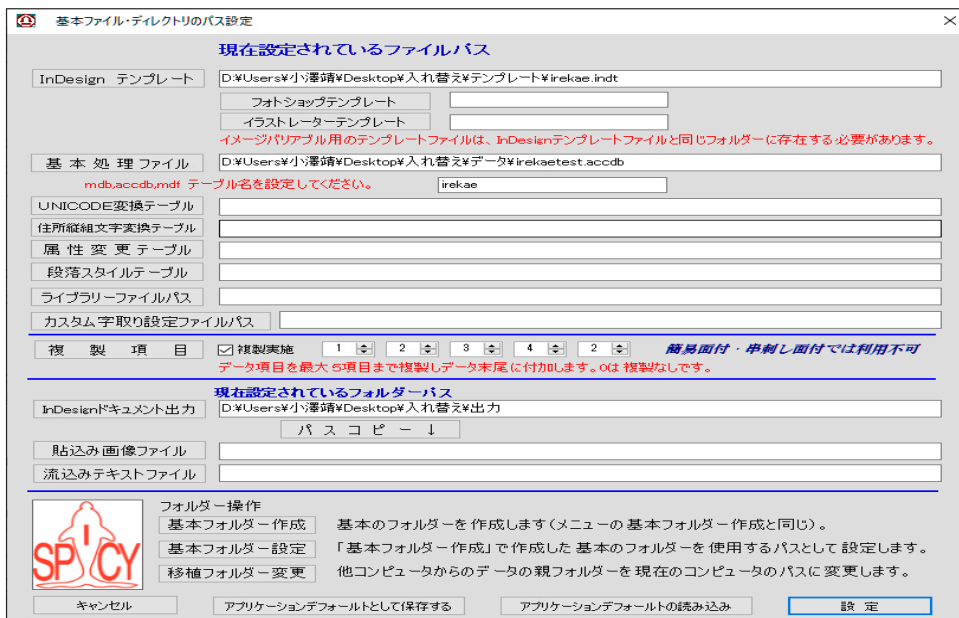 基本ファイル・ディレクトリのパス設定
現在設定されているファイルパス
InDesign テンプレート D:¥Users¥小澤靖¥Desktop¥入れ替え¥テンプレート¥irekae.indt
フォトショップテンプレート
イラストレーターテンプレート
イメージバリアブル用のテンプレートファイルは、InDesignテンプレートファイルと同じフォルダーに存在する必要があります。
基 本 処 理 ファイル D:¥Users¥小澤靖¥Desktop¥入れ替え¥データ¥irekaetest.accdb
mdb,accdb,mdf テーブル名を設定してください。 irekae
UNICODE変換テーブル
住所縦組文字変換テーブル
属 性 変 更 テーブル
段落スタイルテーブル
ライブラリーファイルパス
カスタム字取り設定ファイルパス
複 製 項 目 複製実施 1 2 3 4 2 簡易面付・串刺し面付では利用不可
データ項目を最大5項目まで複製しデータ末尾に付加します。0は複製なしです。
現在設定されているフォルダーパス
InDesignドキュメント出力 D:¥Users¥小澤靖¥Desktop¥入れ替え¥出力
パ ス コ ピ ー ↓
貼込み画像ファイル
流込みテキストファイル
フォルダー操作
基本フォルダー作成 基本のフォルダーを作成します(メニューの基本フォルダー作成と同じ)。
基本フォルダー設定 「基本フォルダー作成」で作成した基本のフォルダーを使用するパスとして設定します。
移植フォルダー変更 他コンピュータからのデータの親フォルダーを現在のコンピュータのパスに変更します。
SPICY
キャンセル アプリケーションデフォルトとして保存する アプリケーションデフォルトの読み込み 設 定